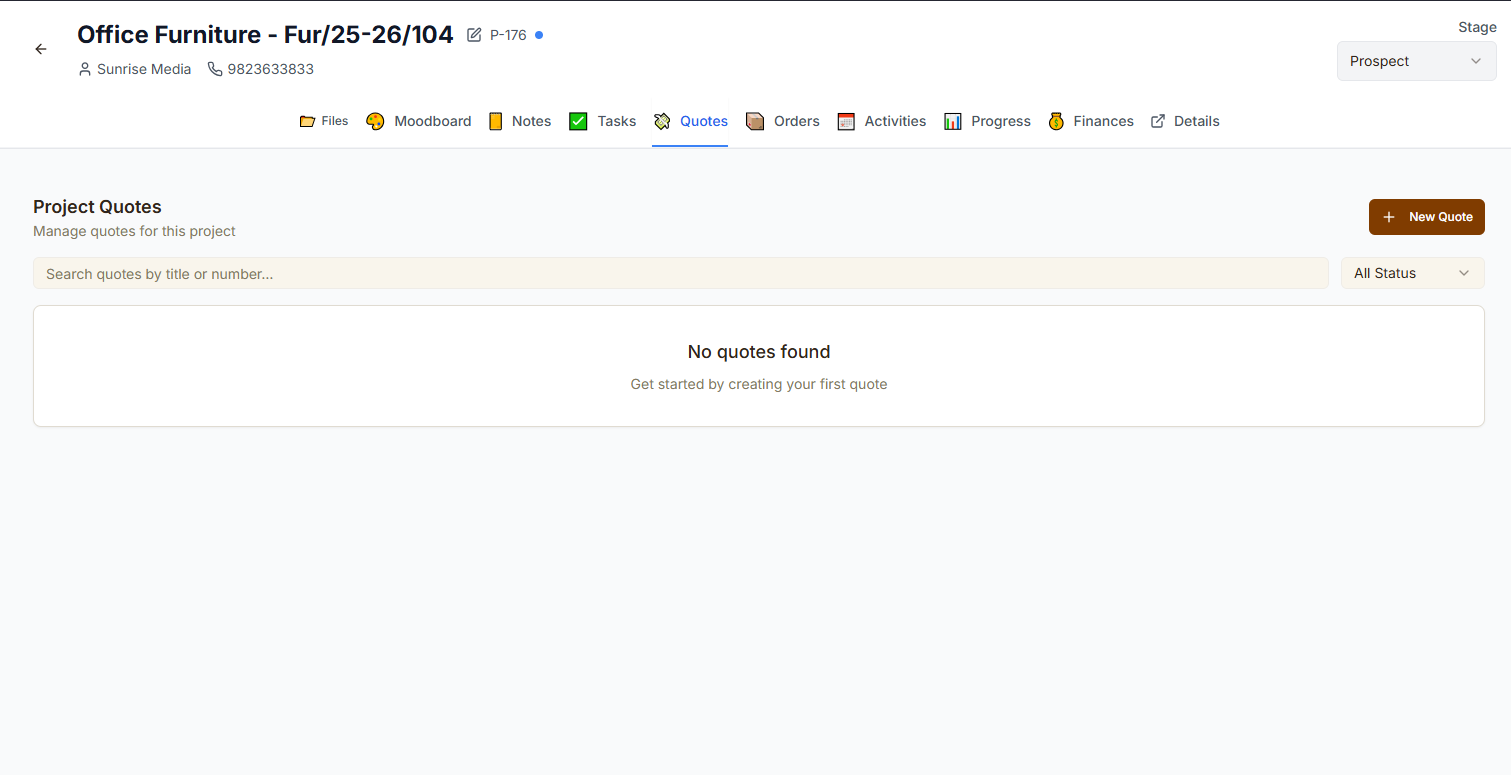 Office Furniture - Fur/25-26/104 P-176
Sunrise Media 9823633833
Stage
Prospect
Files Moodboard Notes Tasks Quotes Orders Activities Progress Finances Details
Project Quotes
Manage quotes for this project
New Quote
Search quotes by title or number...
All Status
No quotes found
Get started by creating your first quote